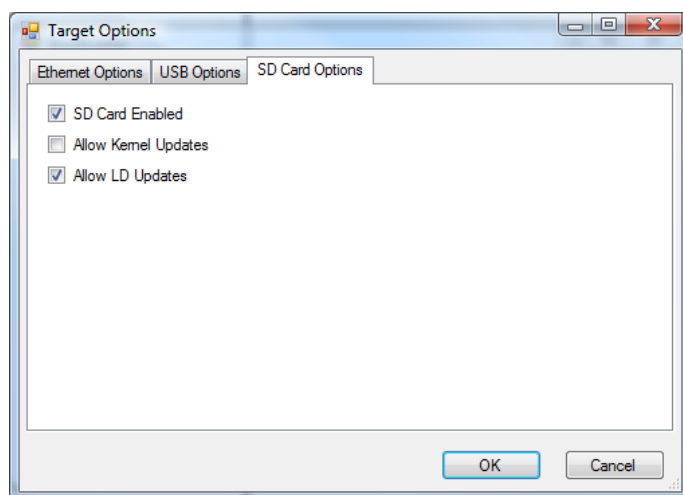 Target Options
Ethernet Options USB Options SD Card Options
SD Card Enabled
Allow Kernel Updates
Allow LD Updates
OK Cancel